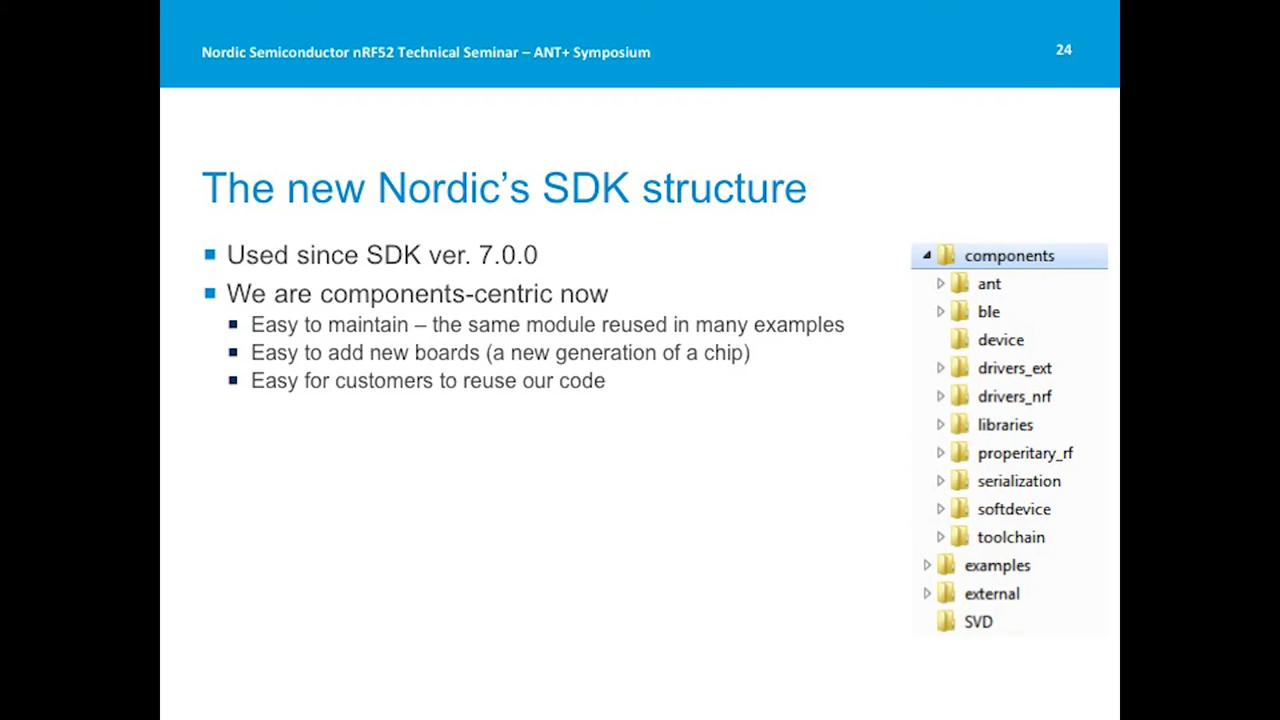 Nordic Semiconductor nRF52 Technical Seminar – ANT+ Symposium
24
The new Nordic's SDK structure
Used since SDK ver. 7.0.0
We are components-centric now
Easy to maintain – the same module reused in many examples
Easy to add new boards (a new generation of a chip)
Easy for customers to reuse our code
components
ant
ble
device
drivers_ext
drivers_nrf
libraries
properitary_rf
serialization
softdevice
toolchain
examples
external
SVD